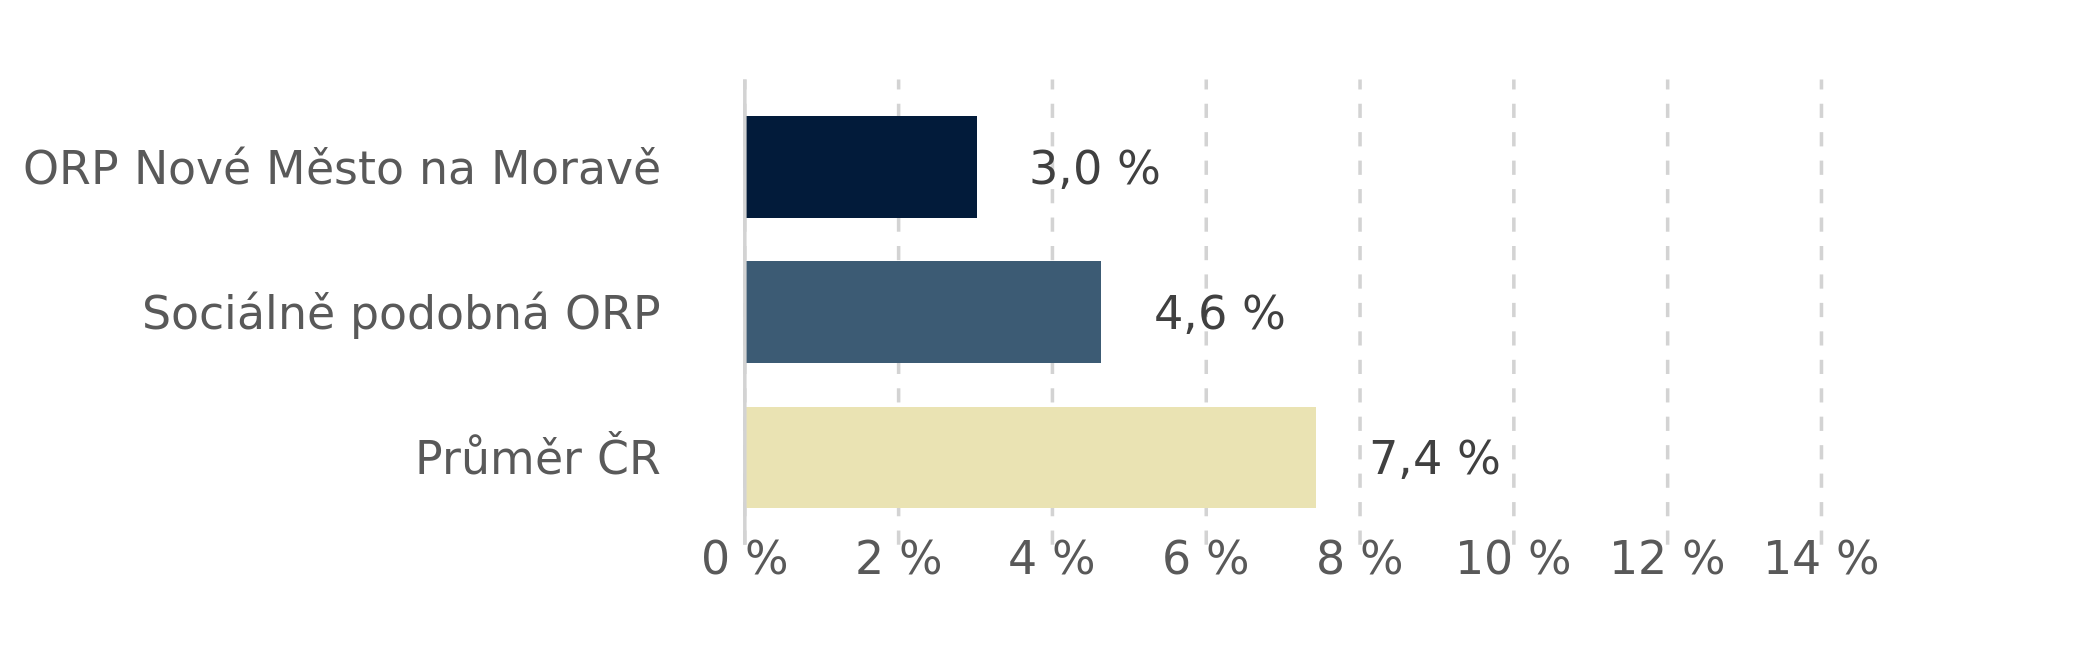 ORP Nové Město na Moravě 3,0 %
Sociálně podobná ORP 4,6 %
Průměr ČR 7,4 %
0 % 2 % 4 % 6 % 8 % 10 % 12 % 14 %